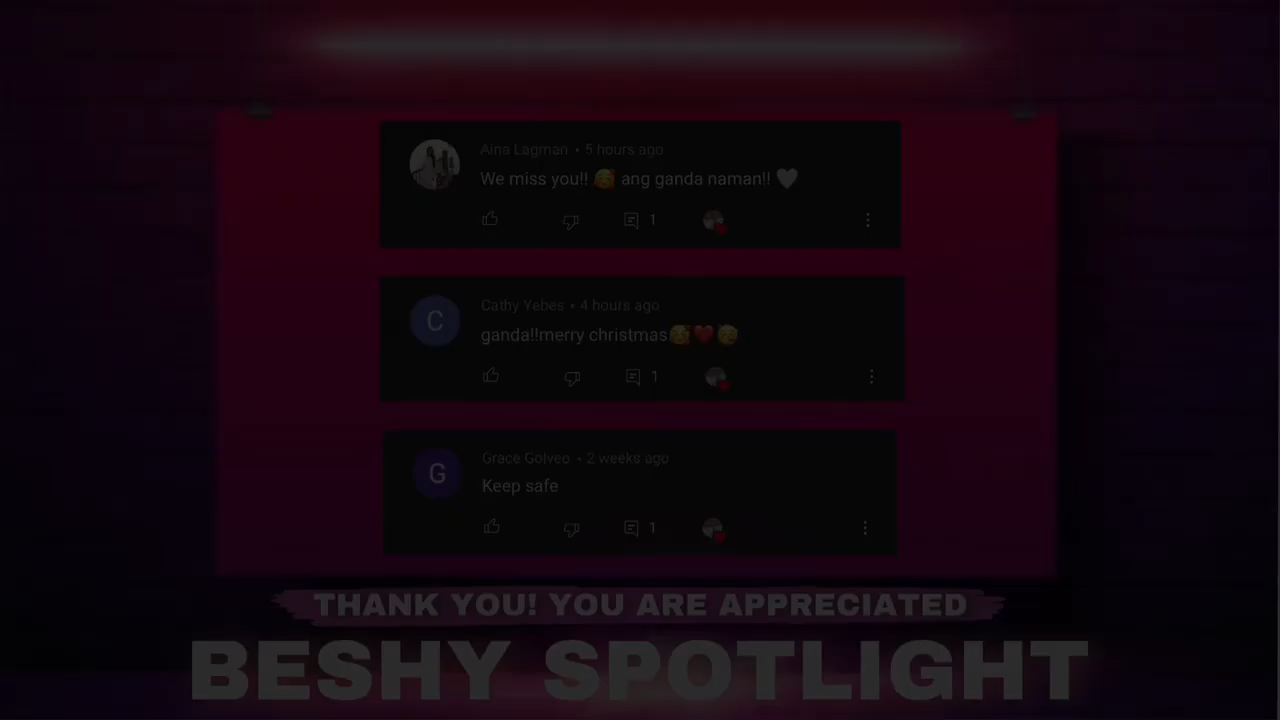 Aina Lagman • 5 hours ago
We miss you!! 🥰 ang ganda naman!! 🤍
1
C
Cathy Yebes • 4 hours ago
ganda!!merry christmas🥰❤️🥳
1
G
Grace Golveo • 2 weeks ago
Keep safe
1
THANK YOU! YOU ARE APPRECIATED
BESHY SPOTLIGHT